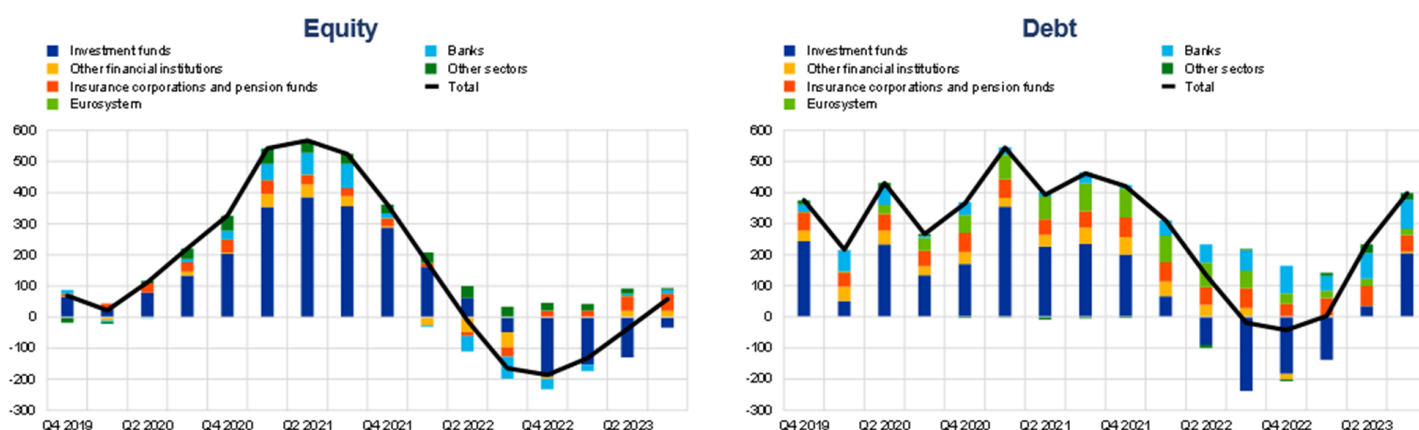 Equity
Investment funds
Banks
Other financial institutions
Other sectors
Insurance corporations and pension funds
Total
Eurosystem
600
500
400
300
200
100
0
-100
-200
-300
Q4 2019
Q2 2020
Q4 2020
Q2 2021
Q4 2021
Q2 2022
Q4 2022
Q2 2023
Debt
Investment funds
Banks
Other financial institutions
Other sectors
Insurance corporations and pension funds
Total
Eurosystem
600
500
400
300
200
100
0
-100
-200
-300
Q4 2019
Q2 2020
Q4 2020
Q2 2021
Q4 2021
Q2 2022
Q4 2022
Q2 2023